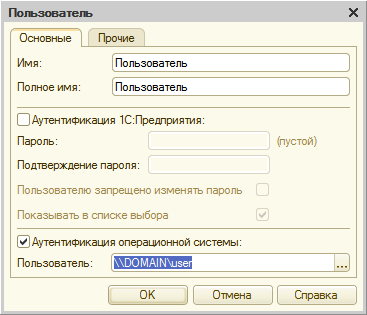 Пользователь
Основные Прочие
Имя: Пользователь
Полное имя: Пользователь
Аутентификация 1С:Предприятия:
Пароль: (пустой)
Подтверждение пароля:
Пользователю запрещено изменять пароль
Показывать в списке выбора
Аутентификация операционной системы:
Пользователь: \\DOMAIN\user ...
OK Отмена Справка